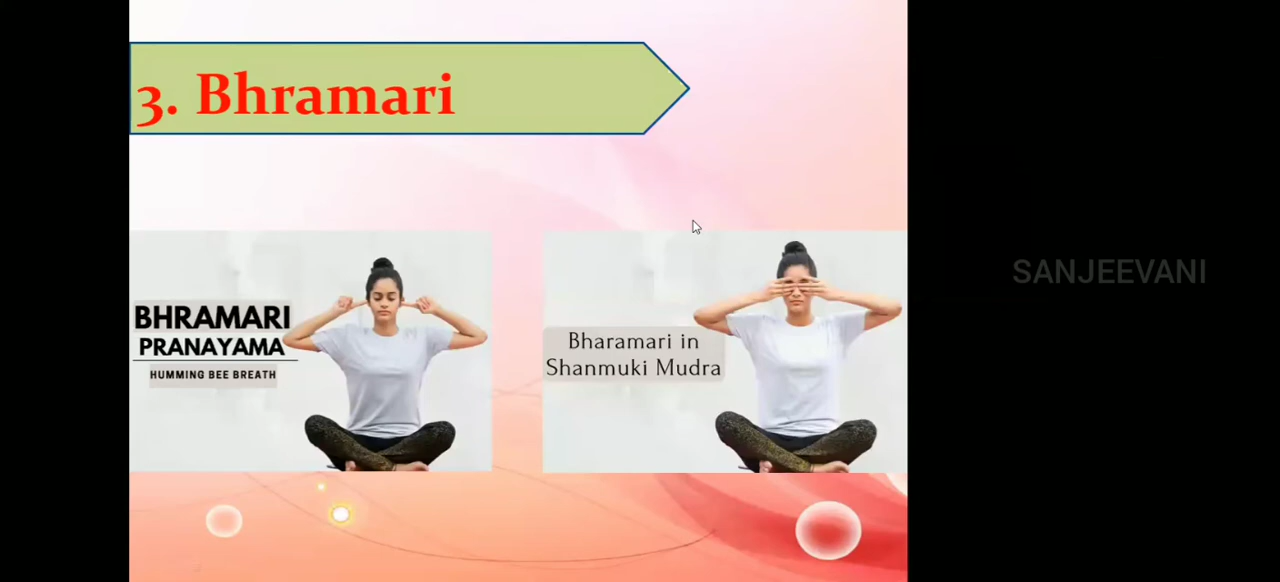 3. Bhramari
BHRAMARI
PRANAYAMA
HUMMING BEE BREATH
Bharamari in
Shanmuki Mudra
SANJEEVANI